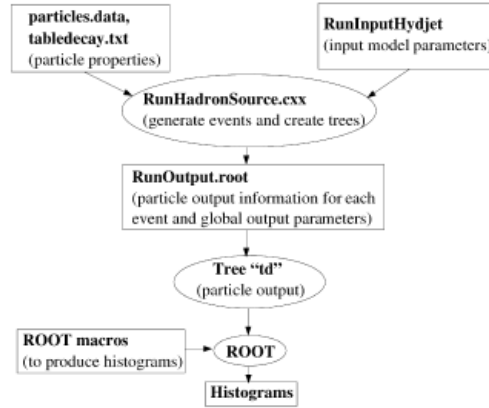 particles.data,
tabledecay.txt
(particle properties)
RunInputHydjet
(input model parameters)
RunHadronSource.cxx
(generate events and create trees)
RunOutput.root
(particle output information for each
event and global output parameters)
Tree “td”
(particle output)
ROOT macros
(to produce histograms)
ROOT
Histograms